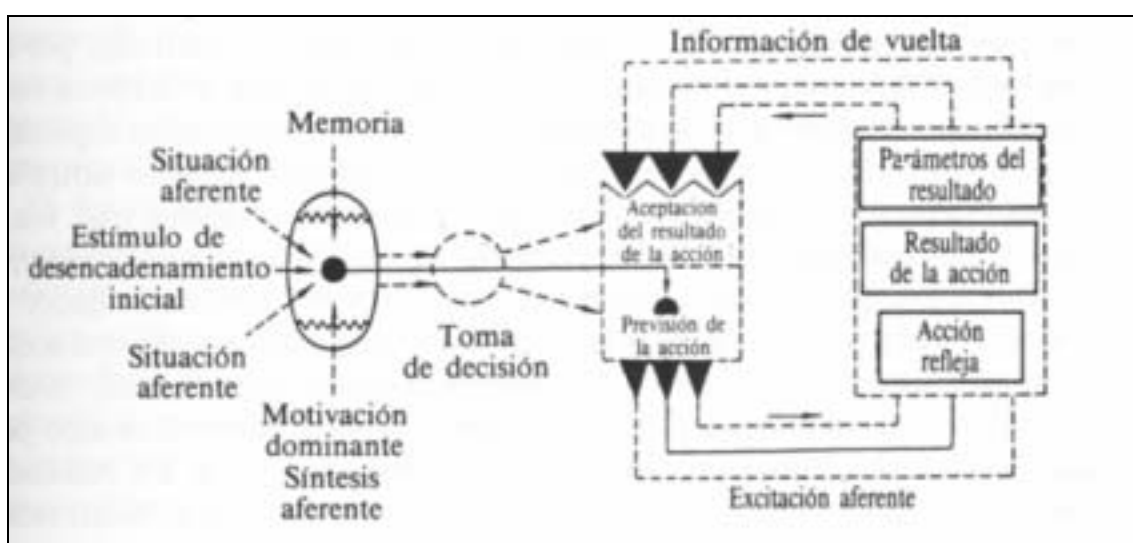 Información de vuelta
Memoria
Situación
aferente
Estímulo de
desencadenamiento
inicial
Situación
aferente
Motivación
dominante
Síntesis
aferente
Toma
de decisión
Aceptacion
del resultado
de la acción
Previsión de
la acción
Parámetros del
resultado
Resultado
de la acción
Acción
refleja
Excitación aferente